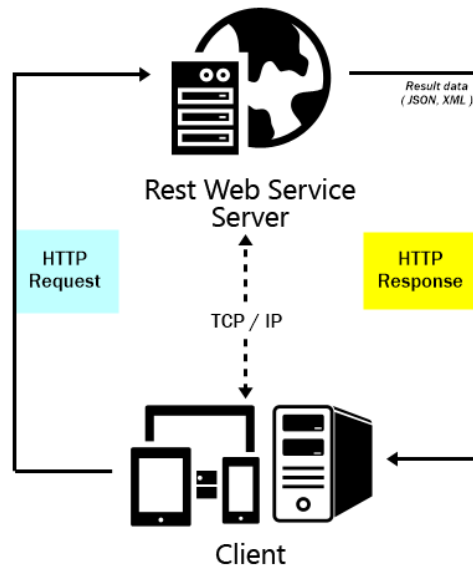 Result data
( JSON, XML )
Rest Web Service
Server
HTTP
Request
HTTP
Response
TCP / IP
Client